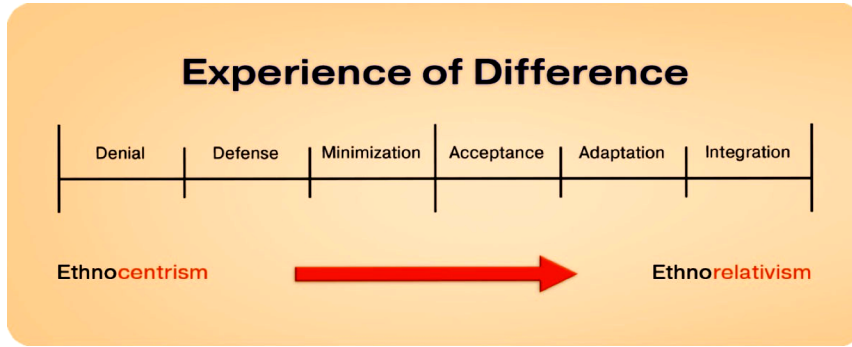 Experience of Difference
Denial Defense Minimization Acceptance Adaptation Integration
Ethnocentrism Ethnorelativism